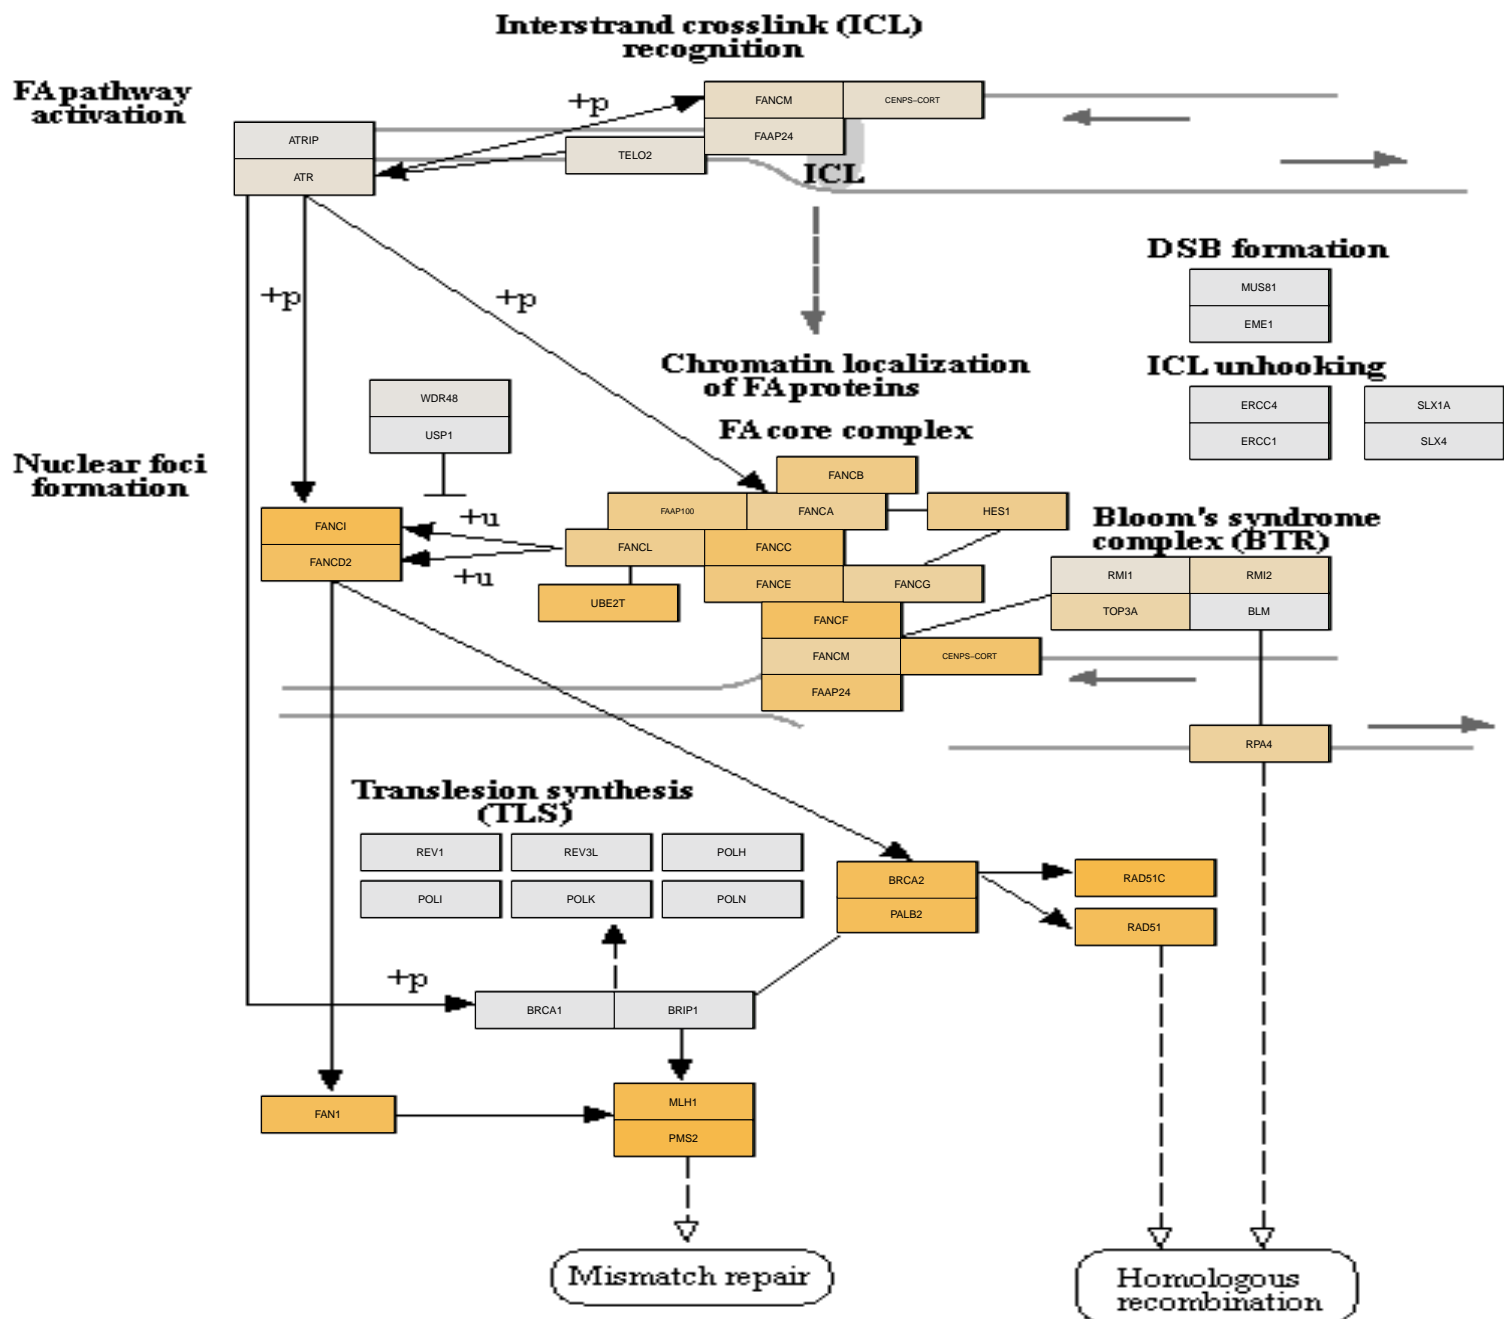 Interstrand crosslink (ICL)
recognition
FA pathway
activation
+p
FANCM
CENPS–CORT
ATRIP
FAAP24
TELO2
ATR
ICL
DSB formation
MUS81
EME1
+p
+p
Chromatin localization
of FA proteins
ICL unhooking
WDR48
USP1
ERCC4
SLX1A
ERCC1
SLX4
FA core complex
Nuclear foci
formation
FANCB
FAAP100
FANCA
HES1
+u
FANCI
FANCD2
+u
FANCL
FANCC
Bloom's syndrome
complex (BTR)
FANCE
FANCG
RMI1
RMI2
UBE2T
TOP3A
BLM
FANCF
FANCM
CENPS–CORT
FAAP24
RPA4
Translesion synthesis
(TLS)
REV1
REV3L
POLH
POLI
POLK
POLN
BRCA2
PALB2
RAD51C
RAD51
+p
BRCA1
BRIP1
FAN1
MLH1
PMS2
Mismatch repair
Homologous
recombination